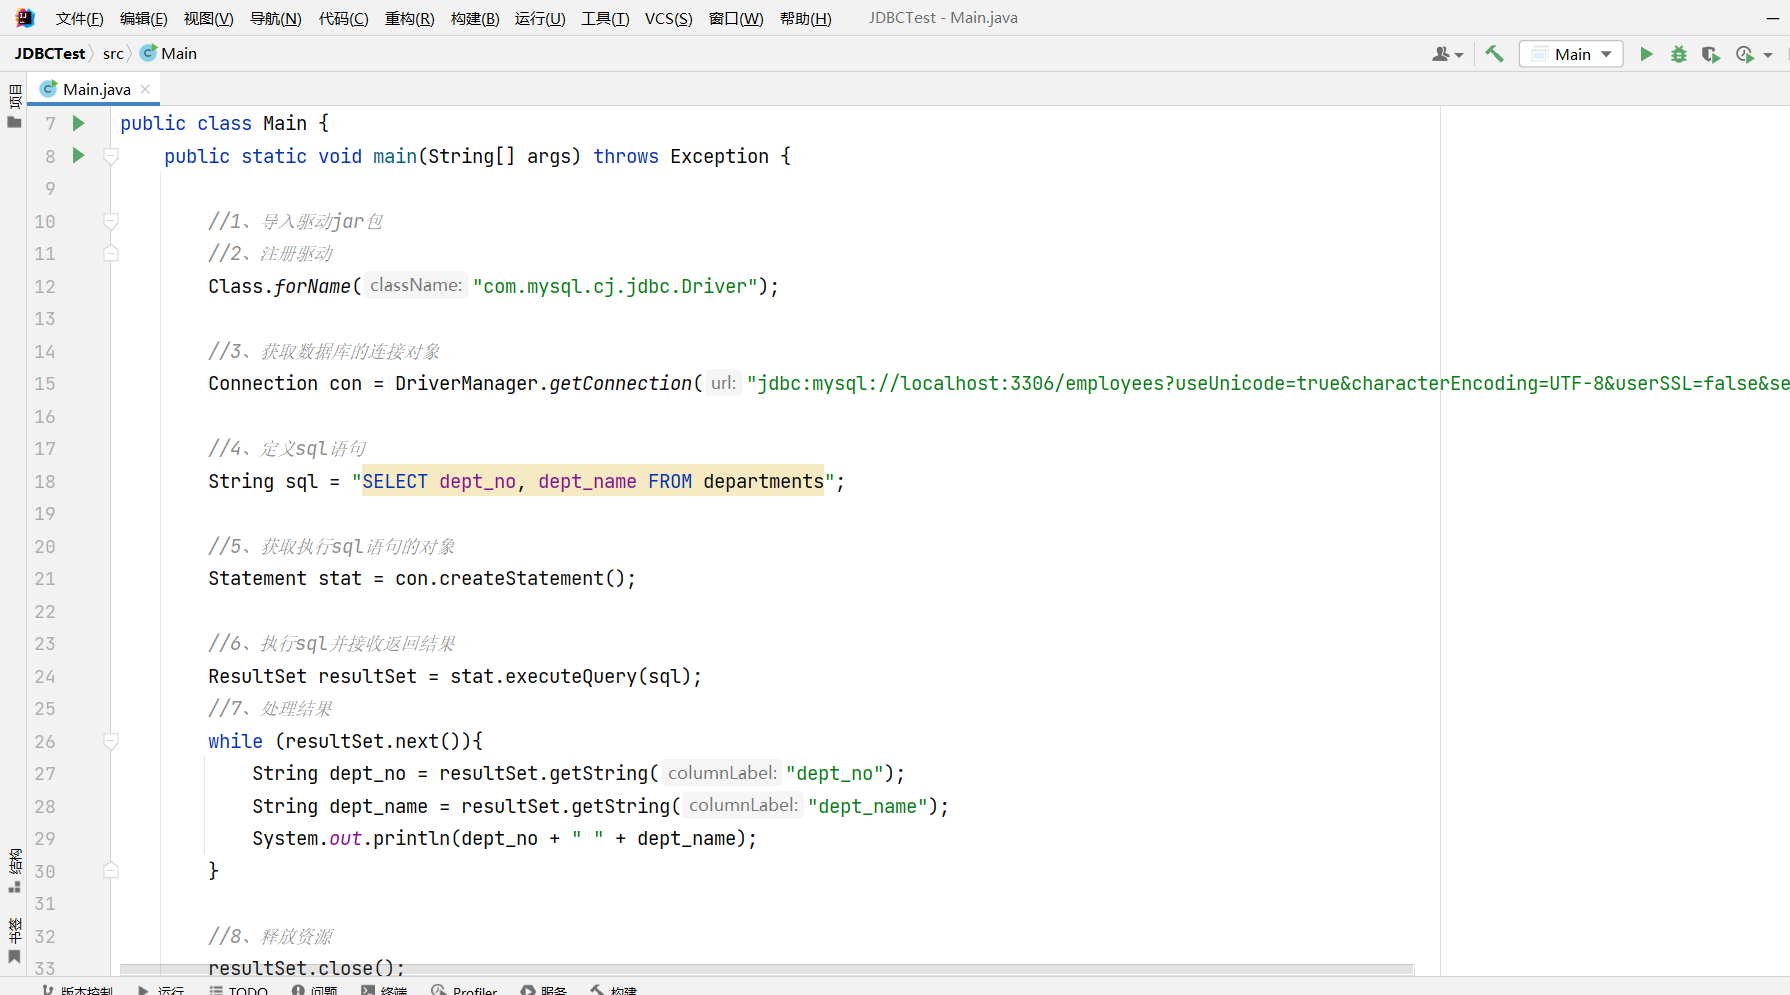 文件(F) 编辑(E) 视图(V) 导航(N) 代码(C) 重构(R) 构建(B) 运行(U) 工具(T) VCS(S) 窗口(W) 帮助(H) JDBCTest - Main.java
JDBCTest src Main
Main
Main.java
项目
7 public class Main {
8 public static void main(String[] args) throws Exception {
9
10 //1、导入驱动jar包
11 //2、注册驱动
12 Class.forName( className: "com.mysql.cj.jdbc.Driver");
13
14 //3、获取数据库的连接对象
15 Connection con = DriverManager.getConnection( url: "jdbc:mysql://localhost:3306/employees?useUnicode=true&characterEncoding=UTF-8&userSSL=false&se
16
17 //4、定义sql语句
18 String sql = "SELECT dept_no, dept_name FROM departments";
19
20 //5、获取执行sql语句的对象
21 Statement stat = con.createStatement();
22
23 //6、执行sql并接收返回结果
24 ResultSet resultSet = stat.executeQuery(sql);
25 //7、处理结果
26 while (resultSet.next()){
27 String dept_no = resultSet.getString( columnLabel: "dept_no");
28 String dept_name = resultSet.getString( columnLabel: "dept_name");
29 System.out.println(dept_no + " " + dept_name);
30 }
31
32 //8、释放资源
33 resultSet.close();
结构
书签
版本控制 运行 TODO 问题 终端 Profiler 服务 构建